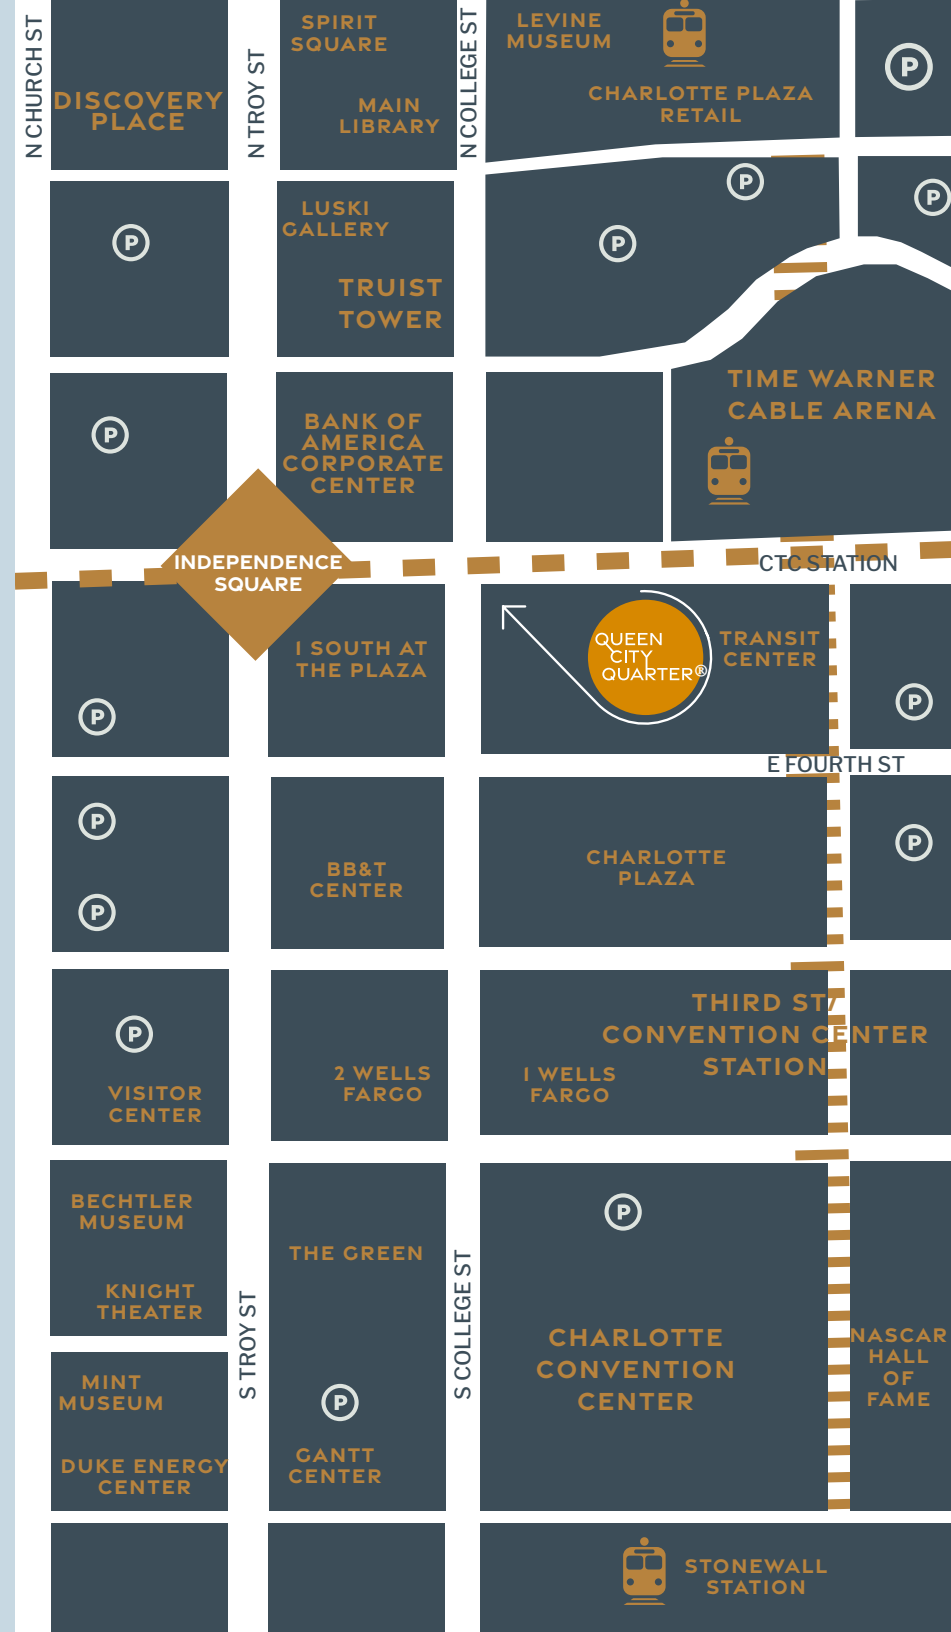 N CHURCH ST
N TROY ST
N COLLEGE ST
SPIRIT
SQUARE
LEVINE
MUSEUM
DISCOVERY
PLACE
MAIN
LIBRARY
CHARLOTTE PLAZA
RETAIL
P
P
P
P
P
LUSKI
GALLERY
TRUIST
TOWER
TIME WARNER
CABLE ARENA
P
BANK OF
AMERICA
CORPORATE
CENTER
INDEPENDENCE
SQUARE
CTC STATION
1 SOUTH AT
THE PLAZA
QUEEN
CITY
QUARTER®
TRANSIT
CENTER
P
P
E FOURTH ST
P
P
P
BB&T
CENTER
CHARLOTTE
PLAZA
THIRD ST/
CONVENTION CENTER
STATION
P
VISITOR
CENTER
2 WELLS
FARGO
1 WELLS
FARGO
BECHTLER
MUSEUM
KNIGHT
THEATER
THE GREEN
P
S TROY ST
S COLLEGE ST
CHARLOTTE
CONVENTION
CENTER
NASCAR
HALL
OF
FAME
MINT
MUSEUM
DUKE ENERGY
CENTER
P
GANTT
CENTER
STONEWALL
STATION